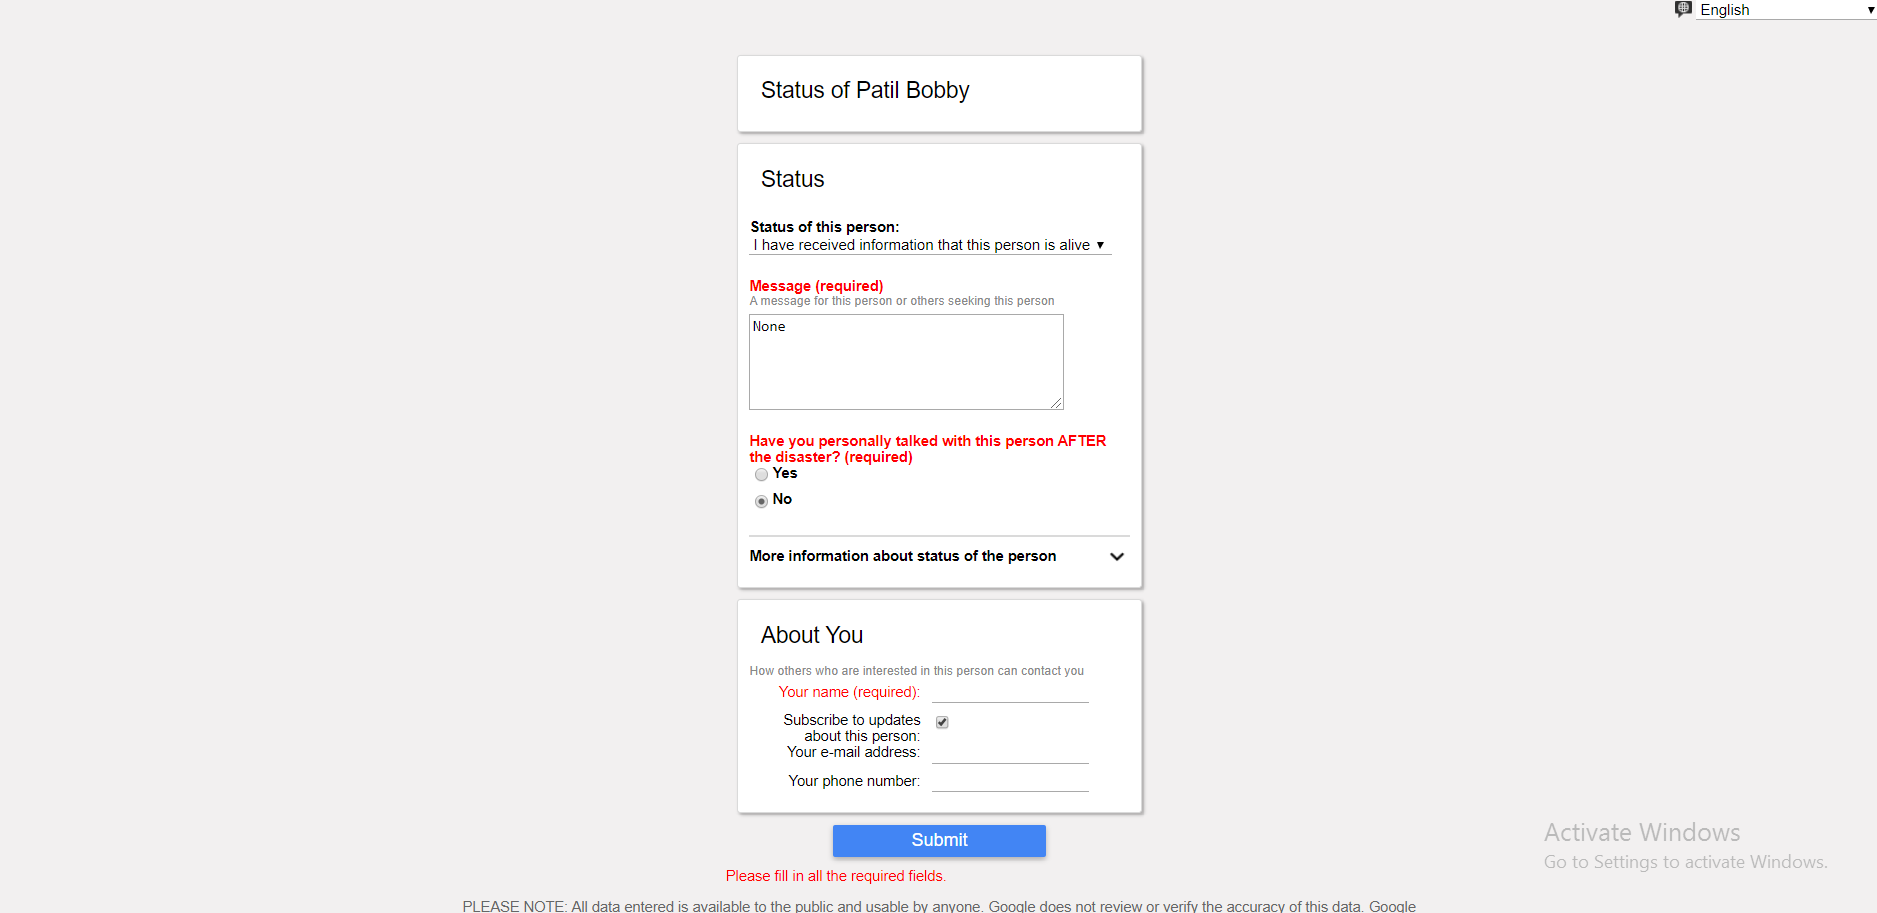 English
Status of Patil Bobby
Status
Status of this person:
I have received information that this person is alive
Message (required)
A message for this person or others seeking this person
None
Have you personally talked with this person AFTER
the disaster? (required)
Yes
No
More information about status of the person
About You
How others who are interested in this person can contact you
Your name (required):
Subscribe to updates
about this person:
Your e-mail address:
Your phone number:
Submit
Please fill in all the required fields.
Activate Windows
Go to Settings to activate Windows.
PLEASE NOTE: All data entered is available to the public and usable by anyone. Google does not review or verify the accuracy of this data. Google